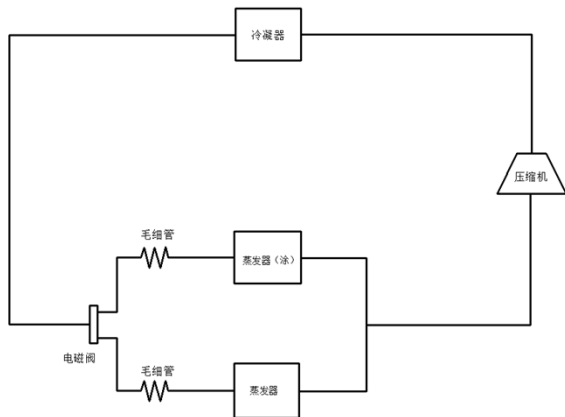 冷凝器
压缩机
毛细管
蒸发器（涂）
电磁阀
毛细管
蒸发器